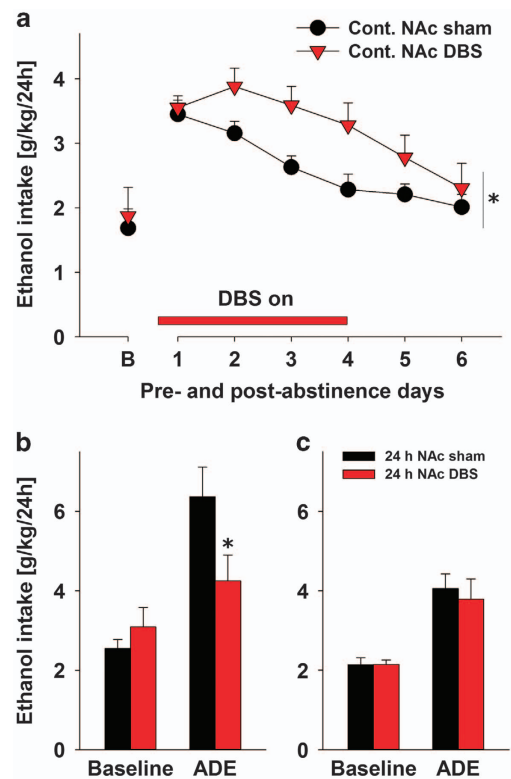 a
Cont. NAc sham
Cont. NAc DBS
Ethanol intake [g/kg/24h]
4
3
2
1
0
*
DBS on
B 1 2 3 4 5 6
Pre- and post-abstinence days
b
c
24 h NAc sham
24 h NAc DBS
Ethanol intake [g/kg/24h]
6
4
2
0
*
Baseline ADE
6
4
2
0
Baseline ADE